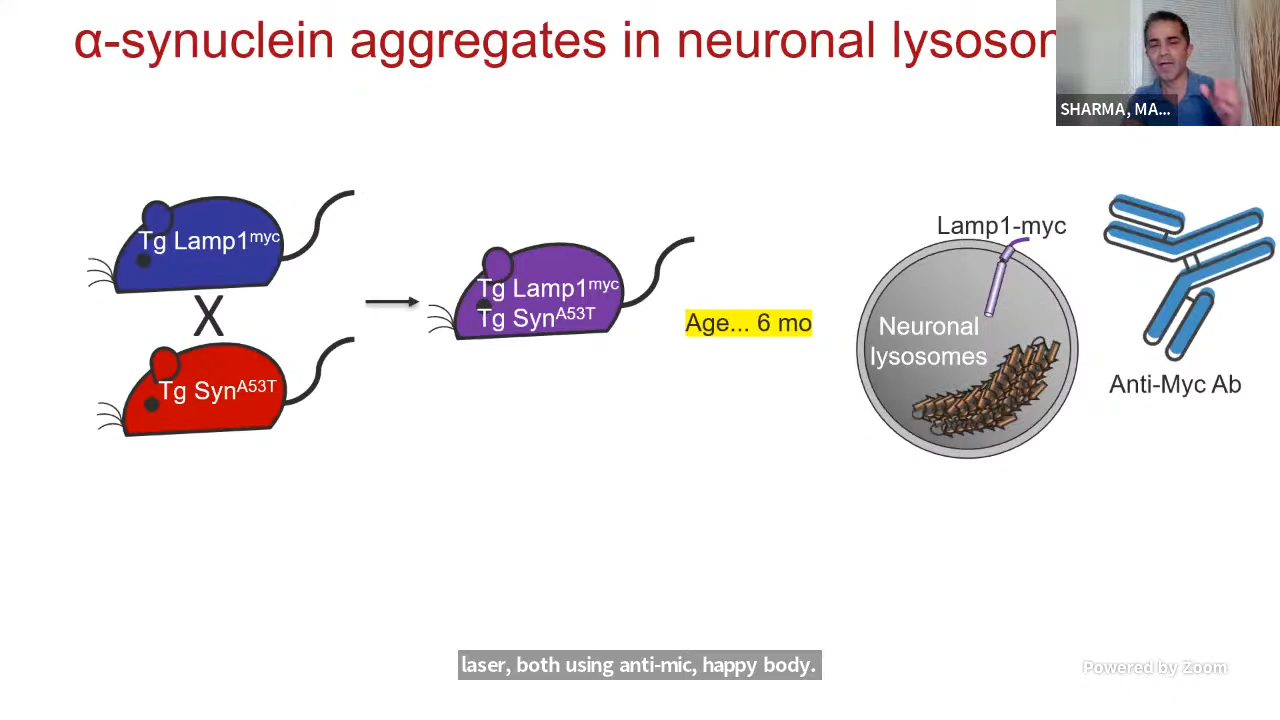 α-synuclein aggregates in neuronal lysosom
SHARMA, MA...
Tg Lamp1myc
X
Tg SynA53T
Tg Lamp1myc
Tg SynA53T
Age... 6 mo
Lamp1-myc
Neuronal
lysosomes
Anti-Myc Ab
laser, both using anti-mic, happy body.
Powered by Zoom